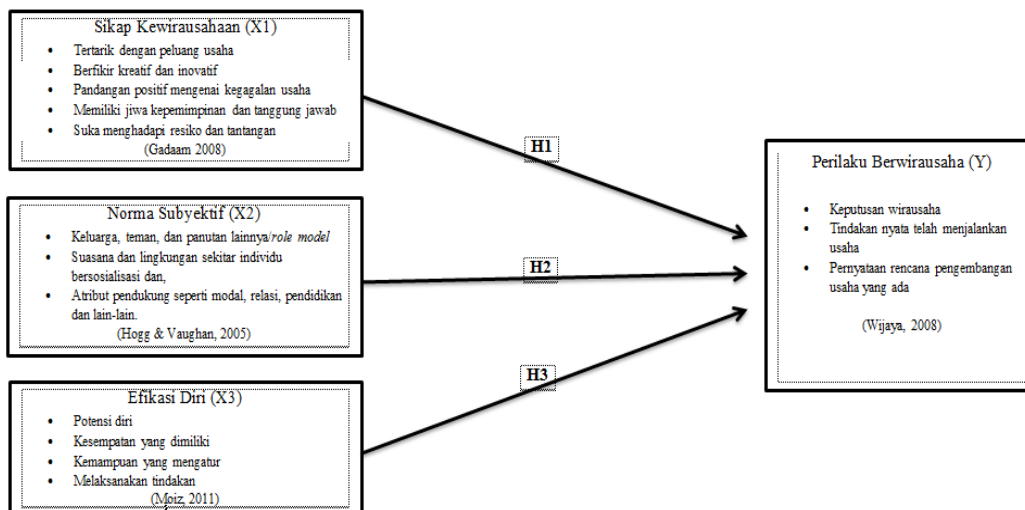 Sikap Kewirausahaan (X1)
• Tertarik dengan peluang usaha
• Berfikir kreatif dan inovatif
• Pandangan positif mengenai kegagalan usaha
• Memiliki jiwa kepemimpinan dan tanggung jawab
• Suka menghadapi resiko dan tantangan
(Gadaam 2008)
Norma Subyektif (X2)
• Keluarga, teman, dan panutan lainnya/role model
• Suasana dan lingkungan sekitar individu
bersosialisasi dan,
• Atribut pendukung seperti modal, relasi, pendidikan
dan lain-lain.
(Hogg & Vaughan, 2005)
Efikasi Diri (X3)
• Potensi diri
• Kesempatan yang dimiliki
• Kemampuan yang mengatur
• Melaksanakan tindakan
(Moiz, 2011)
H1
H2
H3
Perilaku Berwirausaha (Y)
• Keputusan wirausaha
• Tindakan nyata telah menjalankan
usaha
• Pernyataan rencana pengembangan
usaha yang ada
(Wijaya, 2008)